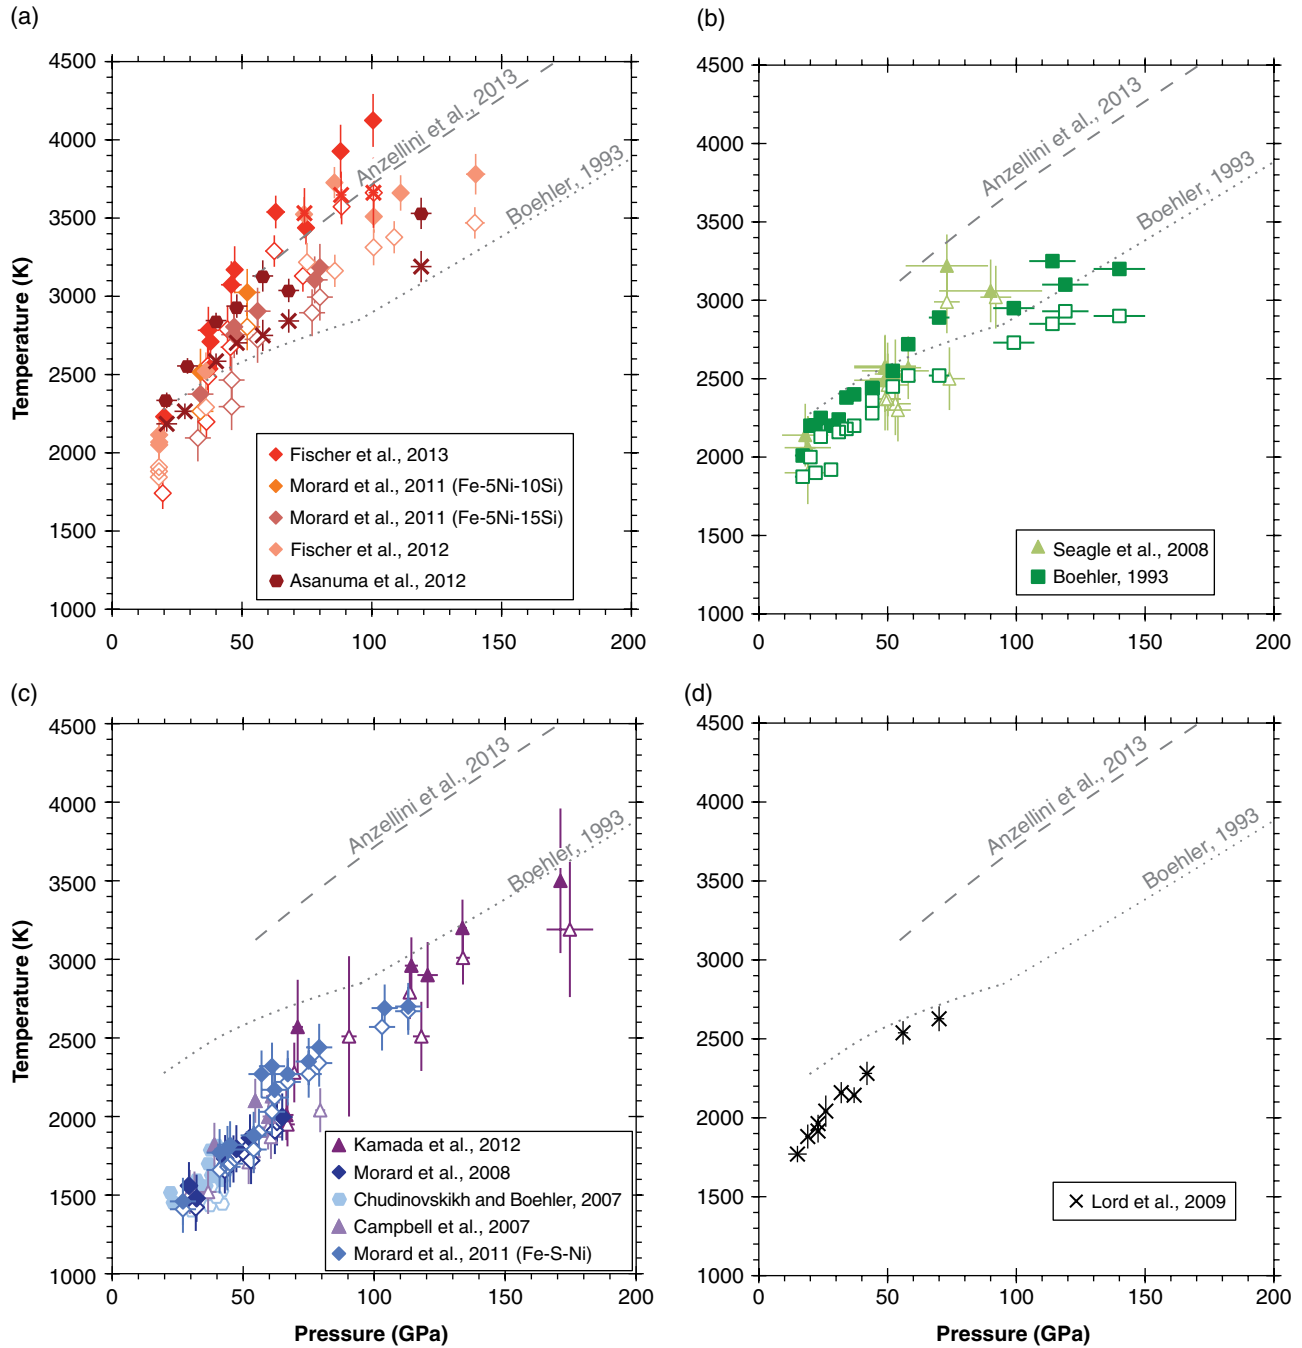 (a)
4500
4000
3500
3000
2500
2000
1500
1000
0
50
100
150
200
Temperature (K)
Anzellini et al., 2013
Boehler, 1993
Fischer et al., 2013
Morard et al., 2011 (Fe-5Ni-10Si)
Morard et al., 2011 (Fe-5Ni-15Si)
Fischer et al., 2012
Asanuma et al., 2012
(b)
4500
4000
3500
3000
2500
2000
1500
1000
0
50
100
150
200
Anzellini et al., 2013
Boehler, 1993
Seagle et al., 2008
Boehler, 1993
(c)
4500
4000
3500
3000
2500
2000
1500
1000
0
50
100
150
200
Temperature (K)
Pressure (GPa)
Anzellini et al., 2013
Boehler, 1993
Kamada et al., 2012
Morard et al., 2008
Chudinovskikh and Boehler, 2007
Campbell et al., 2007
Morard et al., 2011 (Fe-S-Ni)
(d)
4500
4000
3500
3000
2500
2000
1500
1000
0
50
100
150
200
Pressure (GPa)
Anzellini et al., 2013
Boehler, 1993
Lord et al., 2009